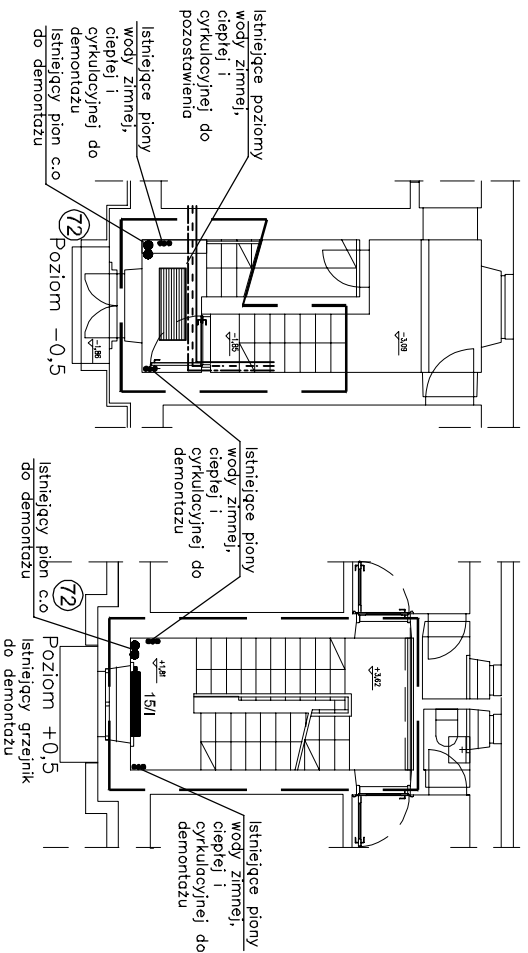 Istniejące poziomy
wody zimnej,
ciepłej i
cyrkulacyjnej do
pozostawienia
Istniejące piony
wody zimnej,
ciepłej i
cyrkulacyjnej do
demontażu
Istniejący pion c.o
do demontażu
72
Poziom -0,5
-1,86
-1,85
-3,09
Istniejące piony
wody zimnej,
ciepłej i
cyrkulacyjnej do
demontażu
Istniejący pion c.o
do demontażu
72
Poziom +0,5
Istniejący grzejnik
do demontażu
+1,81
15/I
+3,62
Istniejące piony
wody zimnej,
ciepłej i
cyrkulacyjnej do
demontażu